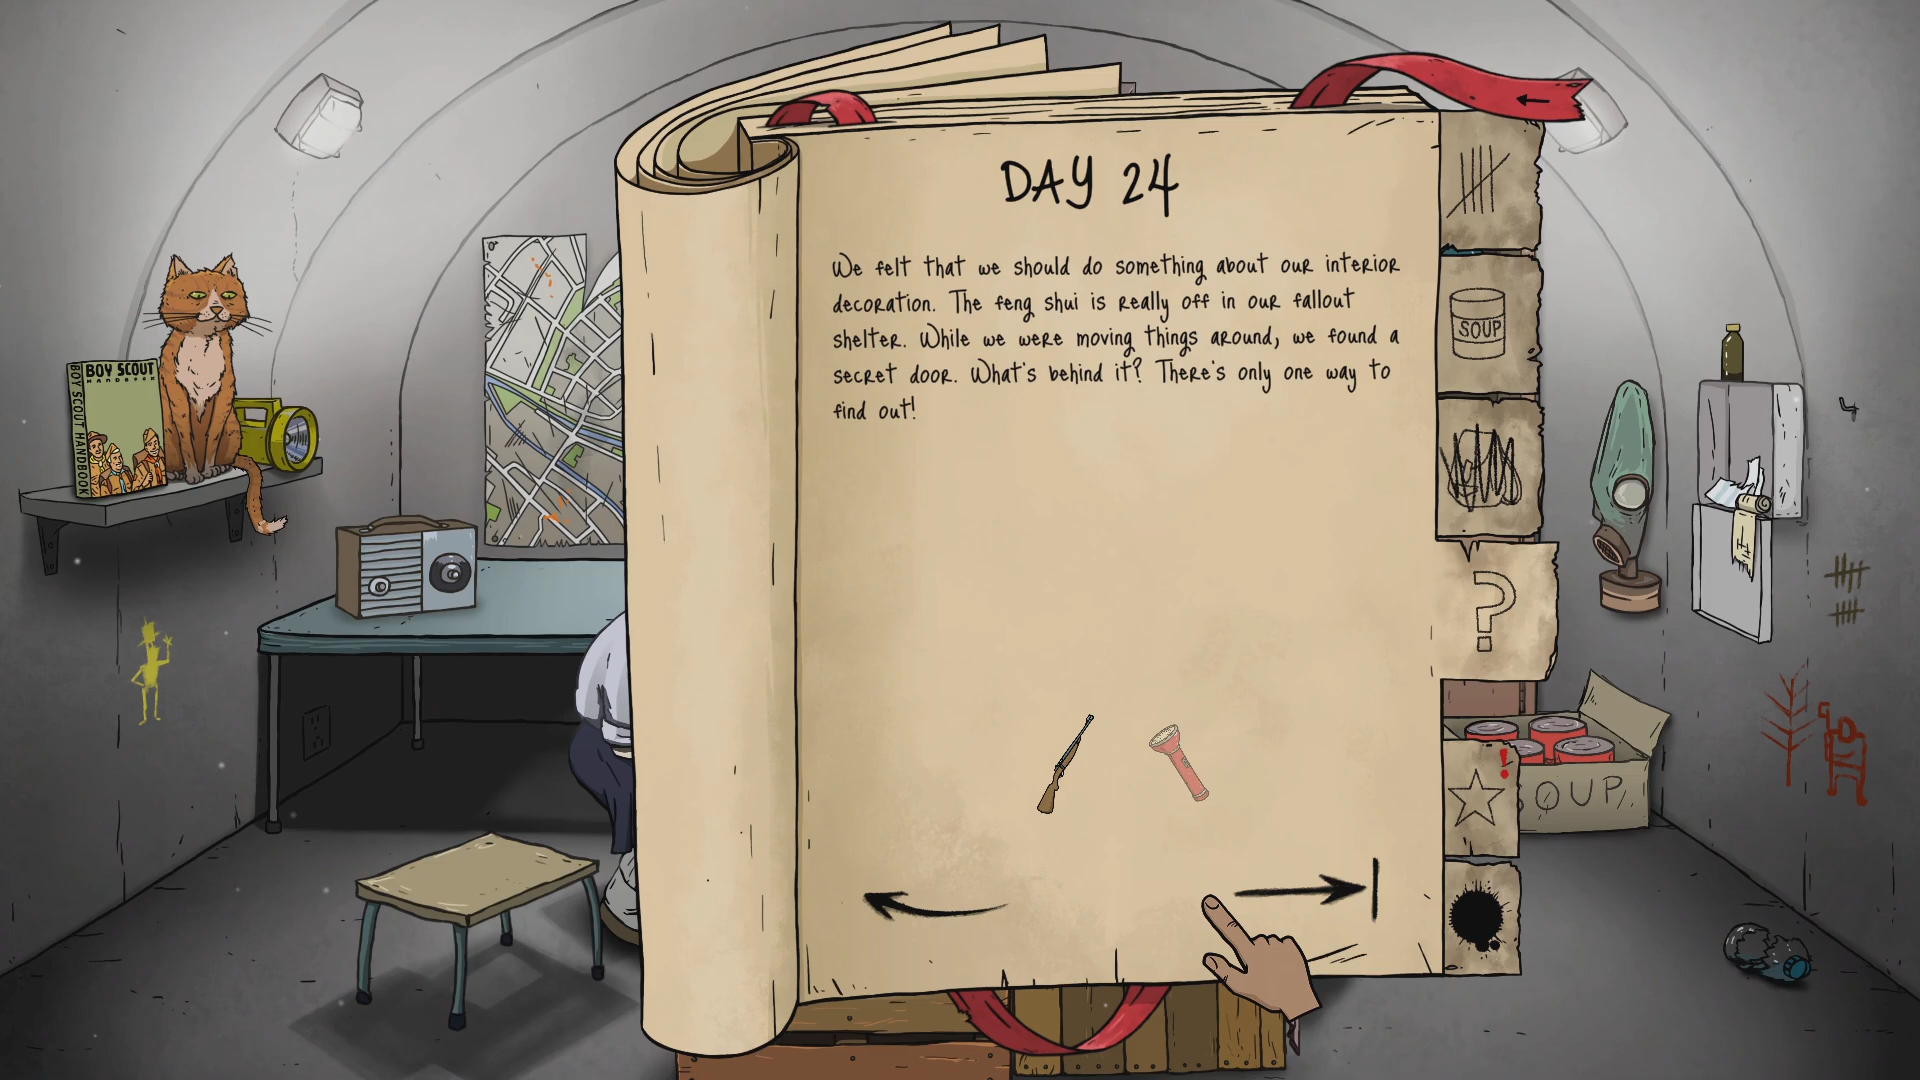 DAY 24
We felt that we should do something about our interior
decoration. The feng shui is really off in our fallout
shelter. While we were moving things around, we found a
secret door. What's behind it? There's only one way to
find out!
BOY SCOUT
HANDBOOK
BOY SCOUT HANDBOOK
SOUP
!
OUP